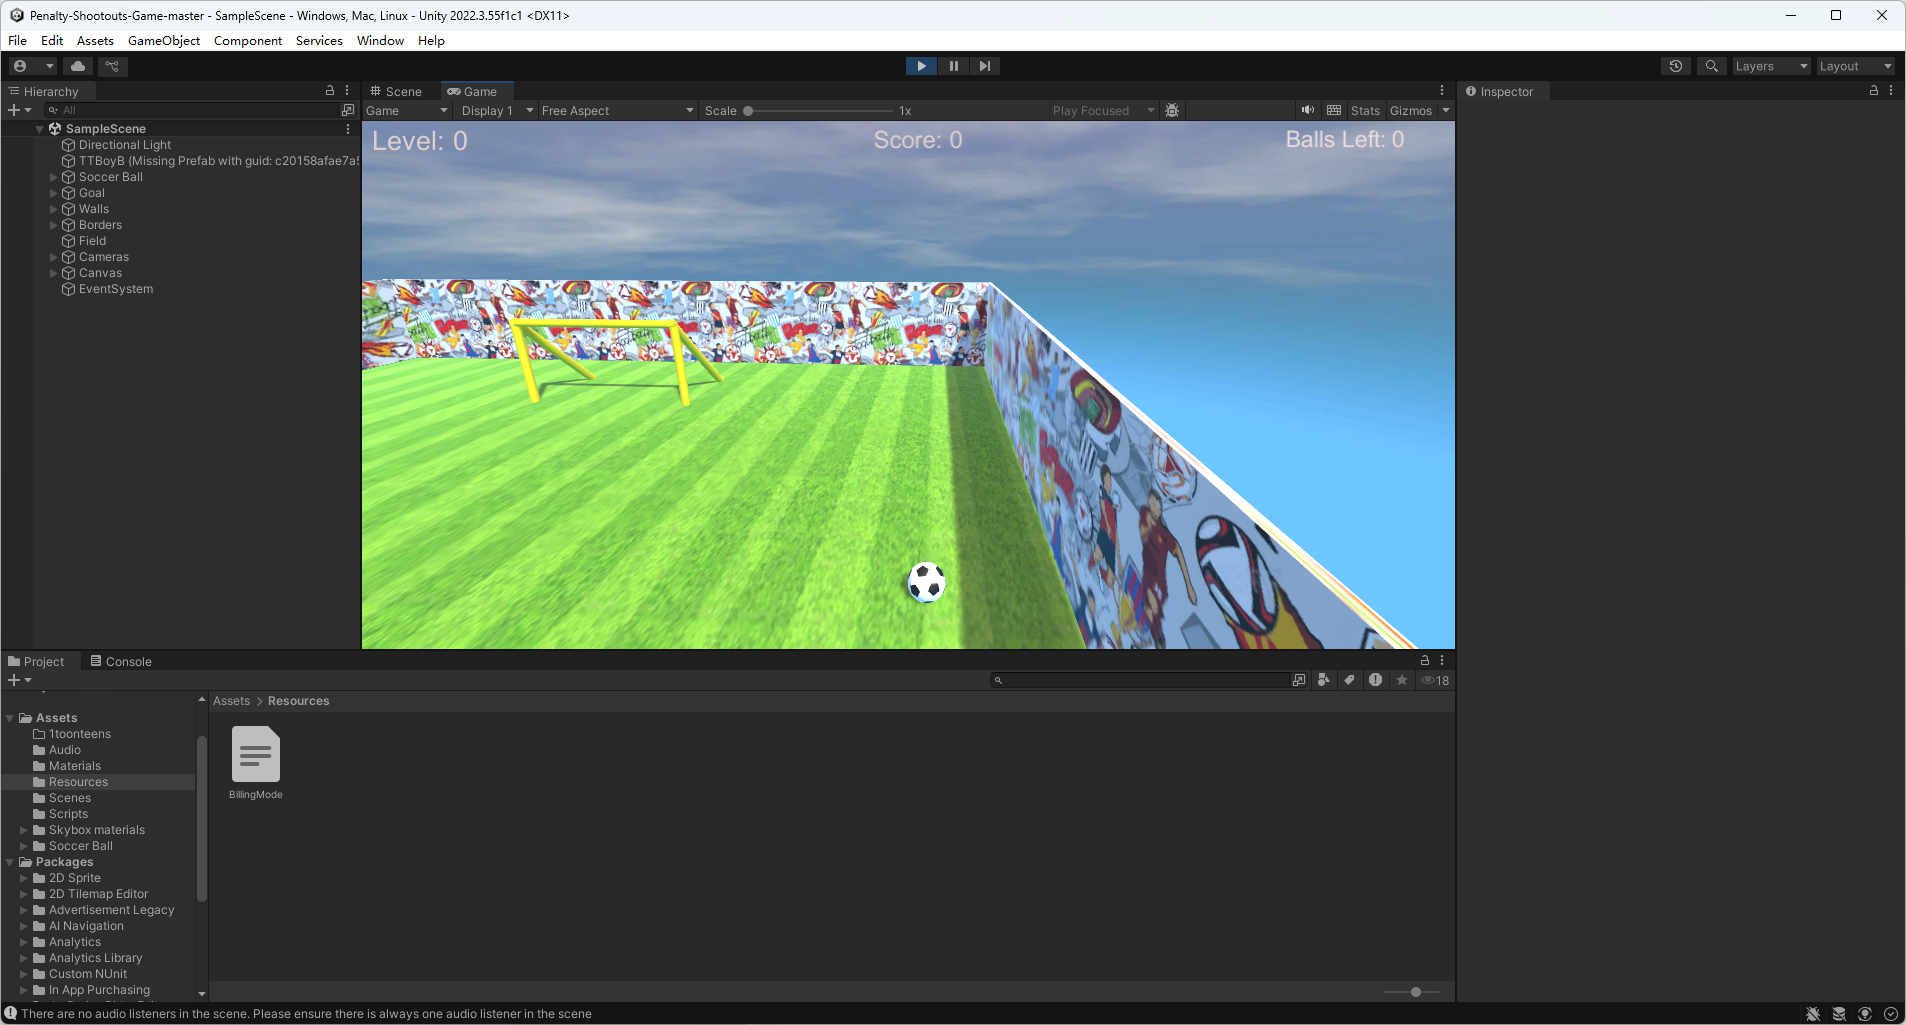 Penalty-Shootouts-Game-master - SampleScene - Windows, Mac, Linux - Unity 2022.3.55f1c1 <DX11>
File Edit Assets GameObject Component Services Window Help
Layers Layout
Hierarchy Scene Game Inspector
All Game Display 1 Free Aspect Scale 1x Play Focused Stats Gizmos
SampleScene
Directional Light
TTBoyB (Missing Prefab with guid: c20158afae7a5
Soccer Ball
Goal
Walls
Borders
Field
Cameras
Canvas
EventSystem
Level: 0 Score: 0 Balls Left: 0
Project Console
18
Assets
1toonteens
Audio
Materials
Resources
Scenes
Scripts
Skybox materials
Soccer Ball
Packages
2D Sprite
2D Tilemap Editor
Advertisement Legacy
AI Navigation
Analytics
Analytics Library
Custom NUnit
In App Purchasing
Assets > Resources
BillingMode
There are no audio listeners in the scene. Please ensure there is always one audio listener in the scene